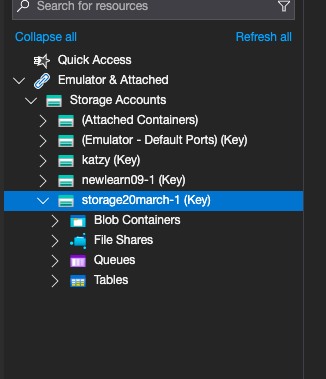 Search for resources
Collapse all Refresh all
Quick Access
Emulator & Attached
Storage Accounts
(Attached Containers)
(Emulator - Default Ports) (Key)
katzy (Key)
newlearn09-1 (Key)
storage20march-1 (Key)
Blob Containers
File Shares
Queues
Tables